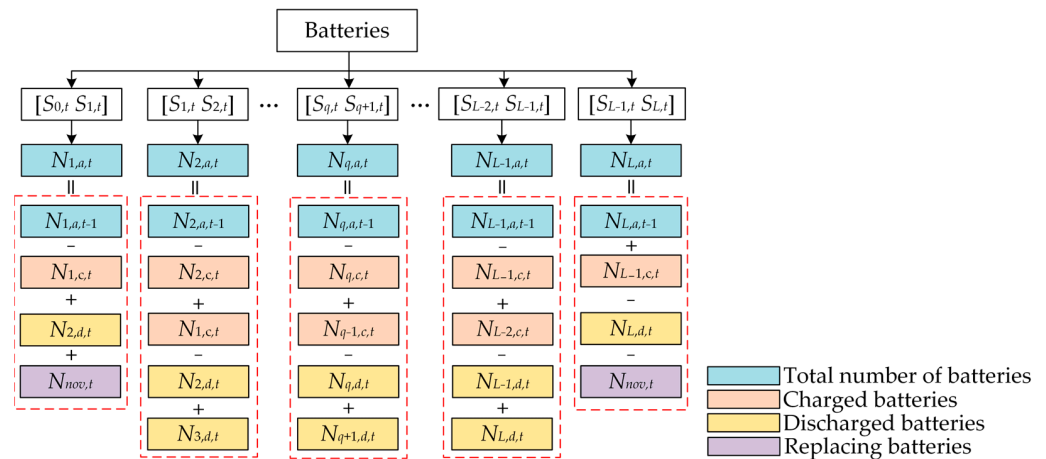 Batteries
[S0,t S1,t] [S1,t S2,t] ... [Sq,t Sq+1,t] ... [SL-2,t SL-1,t] [SL-1,t SL,t]
N1,a,t N2,a,t Nq,a,t NL-1,a,t NL,a,t
= = = = =
N1,a,t-1 N2,a,t-1 Nq,a,t-1 NL-1,a,t-1 NL,a,t-1
− − − − +
N1,c,t N2,c,t Nq,c,t NL-1,c,t NL-1,c,t
+ + + + −
N2,d,t N1,c,t Nq-1,c,t NL-2,c,t NL,d,t
+ − − − −
Nnov,t N2,d,t Nq,d,t NL-1,d,t Nnov,t
+ + +
N3,d,t Nq+1,d,t NL,d,t
Total number of batteries
Charged batteries
Discharged batteries
Replacing batteries